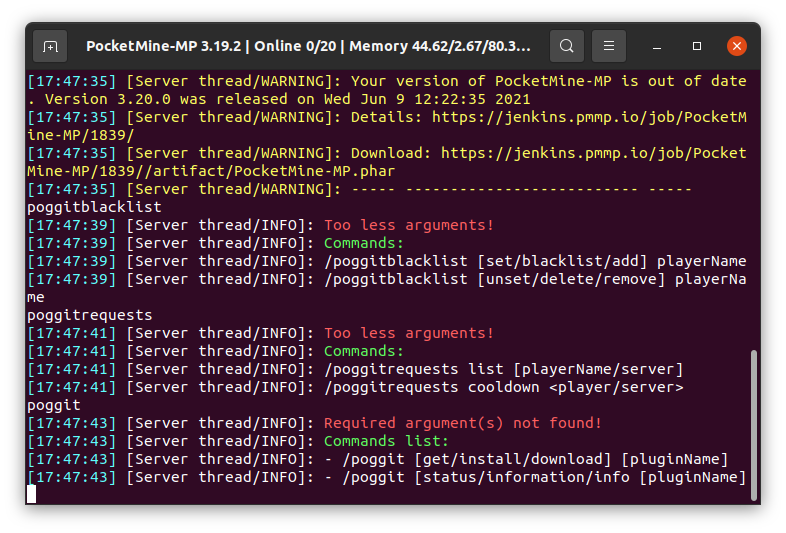 PocketMine-MP 3.19.2 | Online 0/20 | Memory 44.62/2.67/80.3…
[17:47:35] [Server thread/WARNING]: Your version of PocketMine-MP is out of date
. Version 3.20.0 was released on Wed Jun 9 12:22:35 2021
[17:47:35] [Server thread/WARNING]: Details: https://jenkins.pmmp.io/job/PocketM
ine-MP/1839/
[17:47:35] [Server thread/WARNING]: Download: https://jenkins.pmmp.io/job/Pocket
Mine-MP/1839//artifact/PocketMine-MP.phar
[17:47:35] [Server thread/WARNING]: ----- -------------------------- -----
poggitblacklist
[17:47:39] [Server thread/INFO]: Too less arguments!
[17:47:39] [Server thread/INFO]: Commands:
[17:47:39] [Server thread/INFO]: /poggitblacklist [set/blacklist/add] playerName
[17:47:39] [Server thread/INFO]: /poggitblacklist [unset/delete/remove] playerNa
me
poggitrequests
[17:47:41] [Server thread/INFO]: Too less arguments!
[17:47:41] [Server thread/INFO]: Commands:
[17:47:41] [Server thread/INFO]: /poggitrequests list [playerName/server]
[17:47:41] [Server thread/INFO]: /poggitrequests cooldown <player/server>
poggit
[17:47:43] [Server thread/INFO]: Required argument(s) not found!
[17:47:43] [Server thread/INFO]: Commands list:
[17:47:43] [Server thread/INFO]: - /poggit [get/install/download] [pluginName]
[17:47:43] [Server thread/INFO]: - /poggit [status/information/info [pluginName]